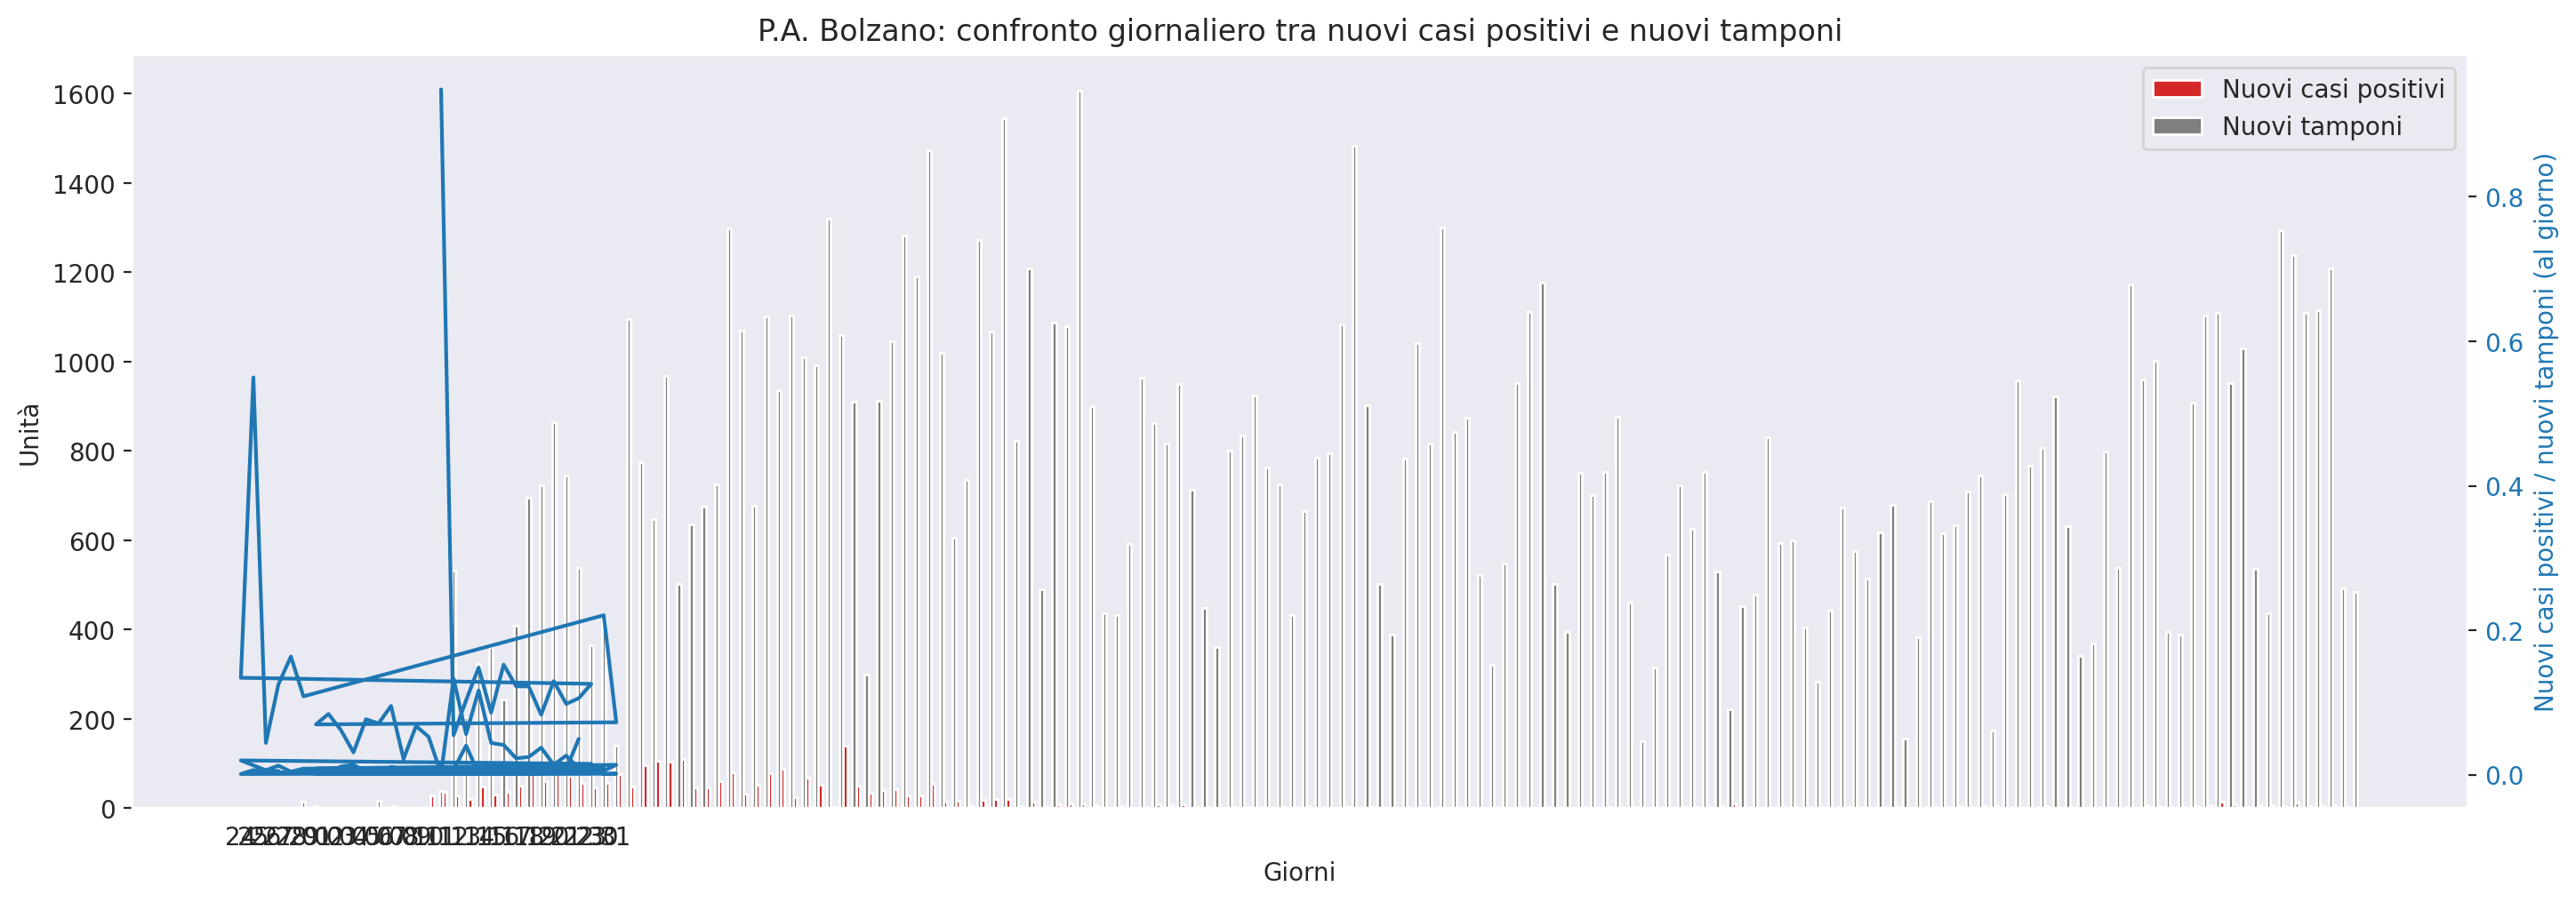 P.A. Bolzano: confronto giornaliero tra nuovi casi positivi e nuovi tamponi
Nuovi casi positivi
Nuovi tamponi
1600
1400
1200
1000
800
600
400
200
0
Unità
0.8
0.6
0.4
0.2
0.0
Nuovi casi positivi / nuovi tamponi (al giorno)
Giorni